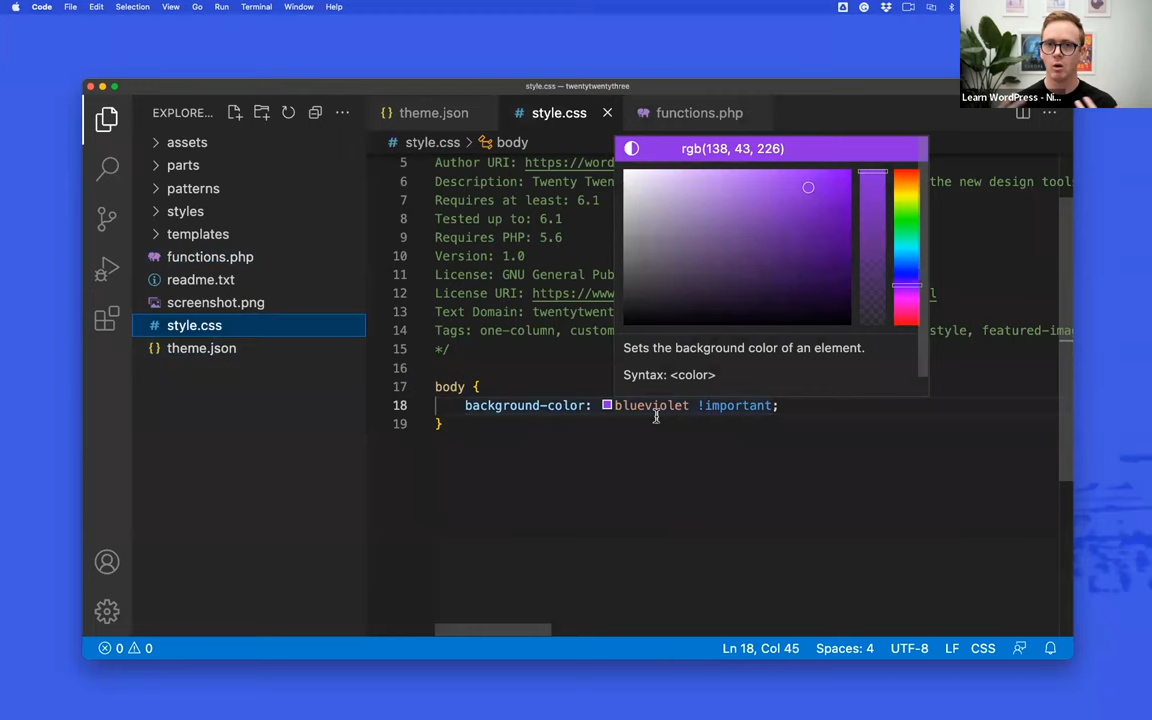 Code File Edit Selection View Go Run Terminal Window Help
Learn WordPress - Ni...
style.css — twentytwentythree
EXPLORE...
{} theme.json
# style.css
functions.php
# style.css > body
assets
parts
patterns
styles
templates
functions.php
readme.txt
screenshot.png
# style.css
{} theme.json
5 Author URI: https://word
6 Description: Twenty Twen
the new design tool
7 Requires at least: 6.1
8 Tested up to: 6.1
9 Requires PHP: 5.6
10 Version: 1.0
11 License: GNU General Pub
12 License URI: https://www
l
13 Text Domain: twentytwent
14 Tags: one-column, custom
style, featured-ima
15 */
16
17 body {
18 background-color: blueviolet !important;
19 }
rgb(138, 43, 226)
Sets the background color of an element.
Syntax: <color>
0 0
Ln 18, Col 45 Spaces: 4 UTF-8 LF CSS